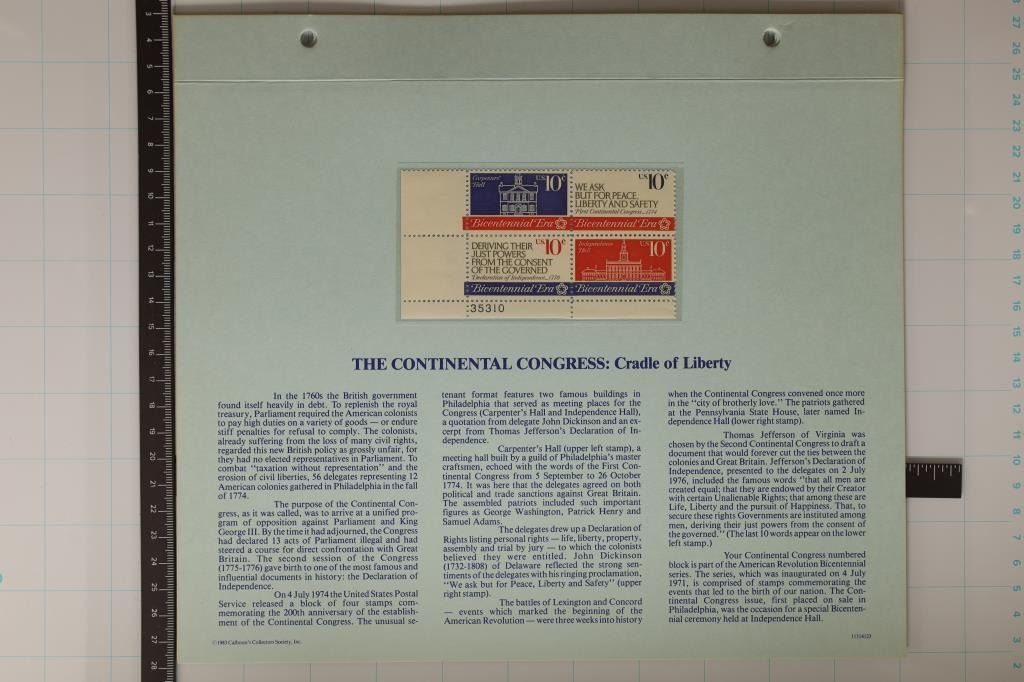 Carpenters'
Hall
U.S. 10c
U.S. 10c
WE ASK
BUT FOR PEACE,
LIBERTY AND SAFETY
First Continental Congress, 1774
Bicentennial Era
Bicentennial Era
DERIVING THEIR
JUST POWERS
FROM THE CONSENT
OF THE GOVERNED
Declaration of Independence, 1776
U.S. 10c
Independence
Hall
U.S. 10c
Bicentennial Era
Bicentennial Era
35310
THE CONTINENTAL CONGRESS: Cradle of Liberty
In the 1760s the British government
found itself heavily in debt. To replenish the royal
treasury, Parliament required the American colonists
to pay high duties on a variety of goods — or endure
stiff penalties for refusal to comply. The colonists,
already suffering from the loss of many civil rights,
regarded this new British policy as grossly unfair, for
they had no elected representatives in Parliament. To
combat "taxation without representation" and the
erosion of civil liberties, 56 delegates representing 12
American colonies gathered in Philadelphia in the fall
of 1774.
The purpose of the Continental Con-
gress, as it was called, was to arrive at a unified pro-
gram of opposition against Parliament and King
George III. By the time it had adjourned, the Congress
had declared 13 acts of Parliament illegal and had
steered a course for direct confrontation with Great
Britain. The second session of the Congress
(1775-1776) gave birth to one of the most famous and
influential documents in history: the Declaration of
Independence.
On 4 July 1974 the United States Postal
Service released a block of four stamps com-
memorating the 200th anniversary of the establish-
ment of the Continental Congress. The unusual se-
tenant format features two famous buildings in
Philadelphia that served as meeting places for the
Congress (Carpenter's Hall and Independence Hall),
a quotation from delegate John Dickinson and an ex-
cerpt from Thomas Jefferson's Declaration of In-
dependence.
Carpenter's Hall (upper left stamp), a
meeting hall built by a guild of Philadelphia's master
craftsmen, echoed with the words of the First Con-
tinental Congress from 5 September to 26 October
1774. It was here that the delegates agreed on both
political and trade sanctions against Great Britain.
The assembled patriots included such important
figures as George Washington, Patrick Henry and
Samuel Adams.
The delegates drew up a Declaration of
Rights listing personal rights — life, liberty, property,
assembly and trial by jury — to which the colonists
believed they were entitled. John Dickinson
(1732-1808) of Delaware reflected the strong sen-
timents of the delegates with his ringing proclamation,
"We ask but for Peace, Liberty and Safety" (upper
right stamp).
The battles of Lexington and Concord
— events which marked the beginning of the
American Revolution — were three weeks into history
when the Continental Congress convened once more
in the "city of brotherly love." The patriots gathered
at the Pennsylvania State House, later named In-
dependence Hall (lower right stamp).
Thomas Jefferson of Virginia was
chosen by the Second Continental Congress to draft a
document that would forever cut the ties between the
colonies and Great Britain. Jefferson's Declaration of
Independence, presented to the delegates on 2 July
1976, included the famous words "that all men are
created equal; that they are endowed by their Creator
with certain Unalienable Rights; that among these are
Life, Liberty and the pursuit of Happiness. That, to
secure these rights Governments are instituted among
men, deriving their just powers from the consent of
the governed." (The last 10 words appear on the lower
left stamp.)
Your Continental Congress numbered
block is part of the American Revolution Bicentennial
series. The series, which was inaugurated on 4 July
1971, is comprised of stamps commemorating the
events that led to the birth of our nation. The Con-
tinental Congress issue, first placed on sale in
Philadelphia, was the occasion for a special Bicenten-
nial ceremony held at Independence Hall.
© 1983 Calhoun's Collectors Society, Inc.